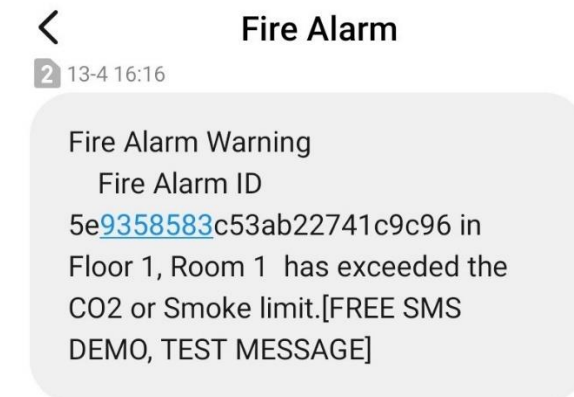 Fire Alarm
2 13-4 16:16
Fire Alarm Warning
Fire Alarm ID
5e9358583c53ab22741c9c96 in
Floor 1, Room 1 has exceeded the
CO2 or Smoke limit.[FREE SMS
DEMO, TEST MESSAGE]